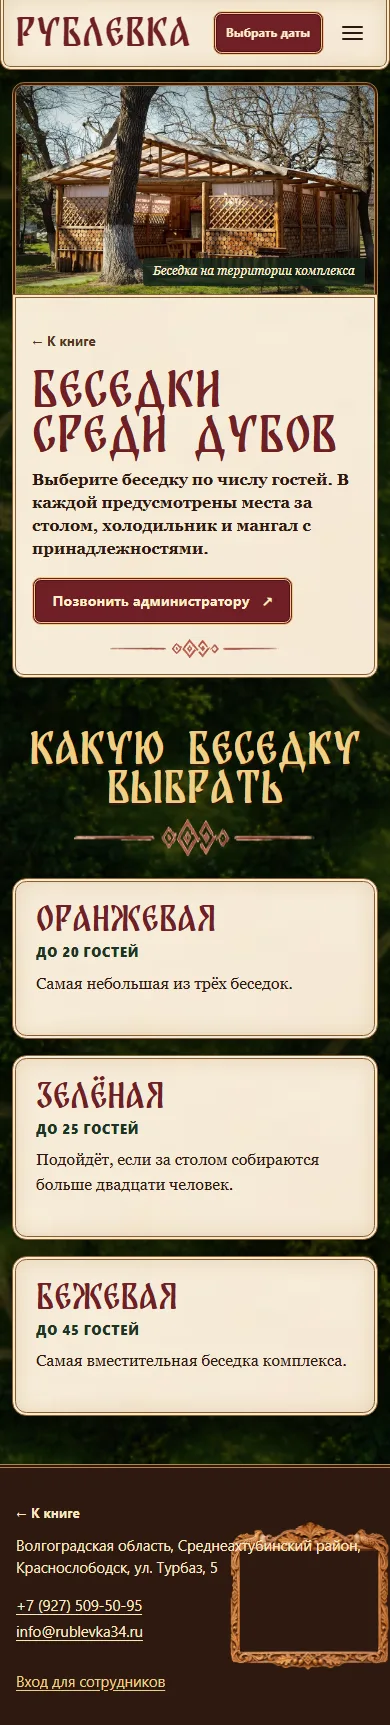 РУБЛЕВКА
Выбрать даты
Беседка на территории комплекса
← К книге
БЕСЕДКИ
СРЕДИ ДУБОВ
Выберите беседку по числу гостей. В
каждой предусмотрены места за
столом, холодильник и мангал с
принадлежностями.
Позвонить администратору ↗
КАКУЮ БЕСЕДКУ
ВЫБРАТЬ
ОРАНЖЕВАЯ
ДО 20 ГОСТЕЙ
Самая небольшая из трёх беседок.
ЗЕЛЁНАЯ
ДО 25 ГОСТЕЙ
Подойдёт, если за столом собираются
больше двадцати человек.
БЕЖЕВАЯ
ДО 45 ГОСТЕЙ
Самая вместительная беседка комплекса.
← К книге
Волгоградская область, Среднеахтубинский район,
Краснослободск, ул. Турбаз, 5
+7 (927) 509-50-95
info@rublevka34.ru
Вход для сотрудников